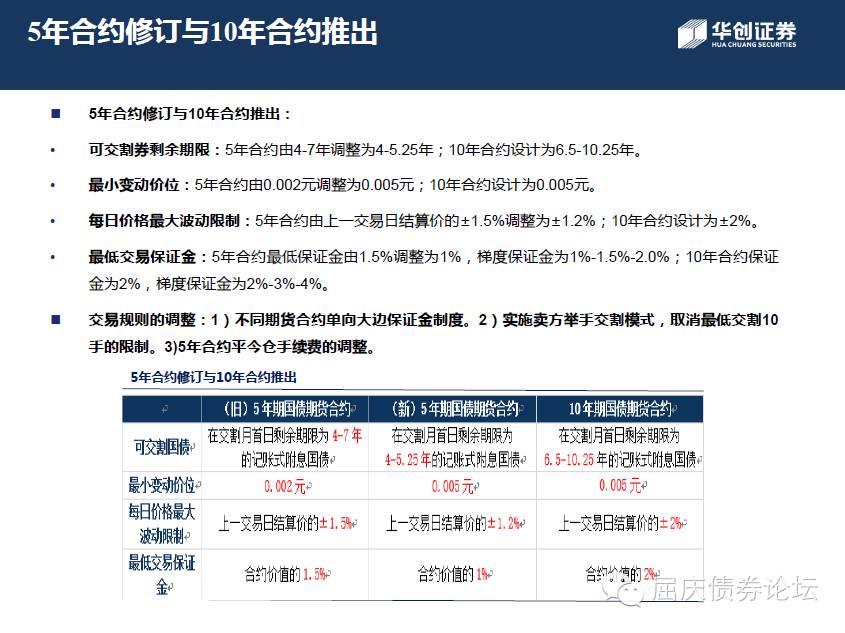 5年合约修订与10年合约推出
华创证券
HUA CHUANG SECURITIES
■ 5年合约修订与10年合约推出：
• 可交割券剩余期限：5年合约由4-7年调整为4-5.25年；10年合约设计为6.5-10.25年。
• 最小变动价位：5年合约由0.002元调整为0.005元；10年合约设计为0.005元。
• 每日价格最大波动限制：5年合约由上一交易日结算价的±1.5%调整为±1.2%；10年合约设计为±2%。
• 最低交易保证金：5年合约最低保证金由1.5%调整为1%，梯度保证金为1%-1.5%-2.0%；10年合约保证
金为2%，梯度保证金为2%-3%-4%。
■ 交易规则的调整：1）不同期货合约单向大边保证金制度。2）实施卖方举手交割模式，取消最低交割10
手的限制。3)5年合约平今仓手续费的调整。
5年合约修订与10年合约推出
（旧）5年期国债期货合约 （新）5年期国债期货合约 10年期国债期货合约
可交割国债 在交割月首日剩余期限为 4-7 年 在交割月首日剩余期限为 在交割月首日剩余期限为
的记账式附息国债 4-5.25年的记账式附息国债 6.5-10.25 年的记账式附息国债
最小变动价位 0.002元 0.005元 0.005元
每日价格最大 上一交易日结算价的±1.5% 上一交易日结算价的±1.2% 上一交易日结算价的±2%
波动限制
最低交易保证 合约价值的 1.5% 合约价值的 1% 合约价值的 2%
金
屈庆债券论坛